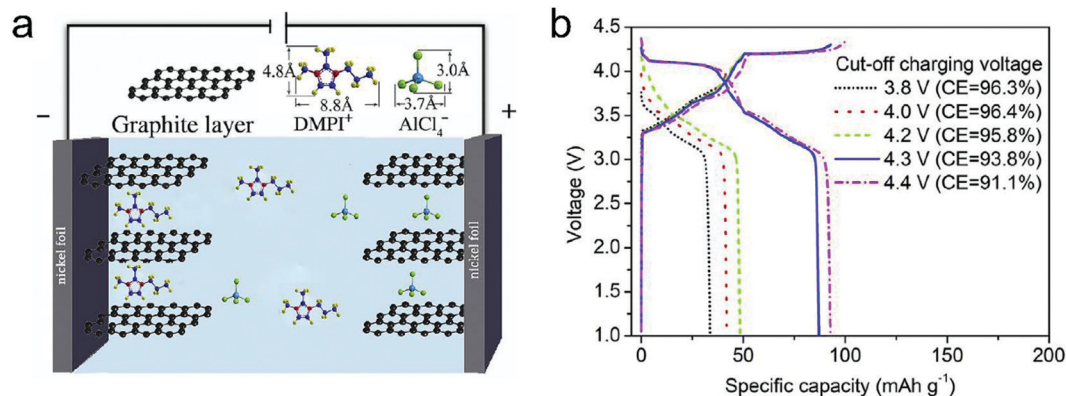 a
4.8Å
8.8Å
3.0Å
3.7Å
−
+
Graphite layer
DMPI⁺
AlCl₄⁻
nickel foil
nickel foil
b
Voltage (V)
4.5
4.0
3.5
3.0
2.5
2.0
1.5
1.0
0
50
100
150
200
Specific capacity (mAh g⁻¹)
Cut-off charging voltage
3.8 V (CE=96.3%)
4.0 V (CE=96.4%)
4.2 V (CE=95.8%)
4.3 V (CE=93.8%)
4.4 V (CE=91.1%)